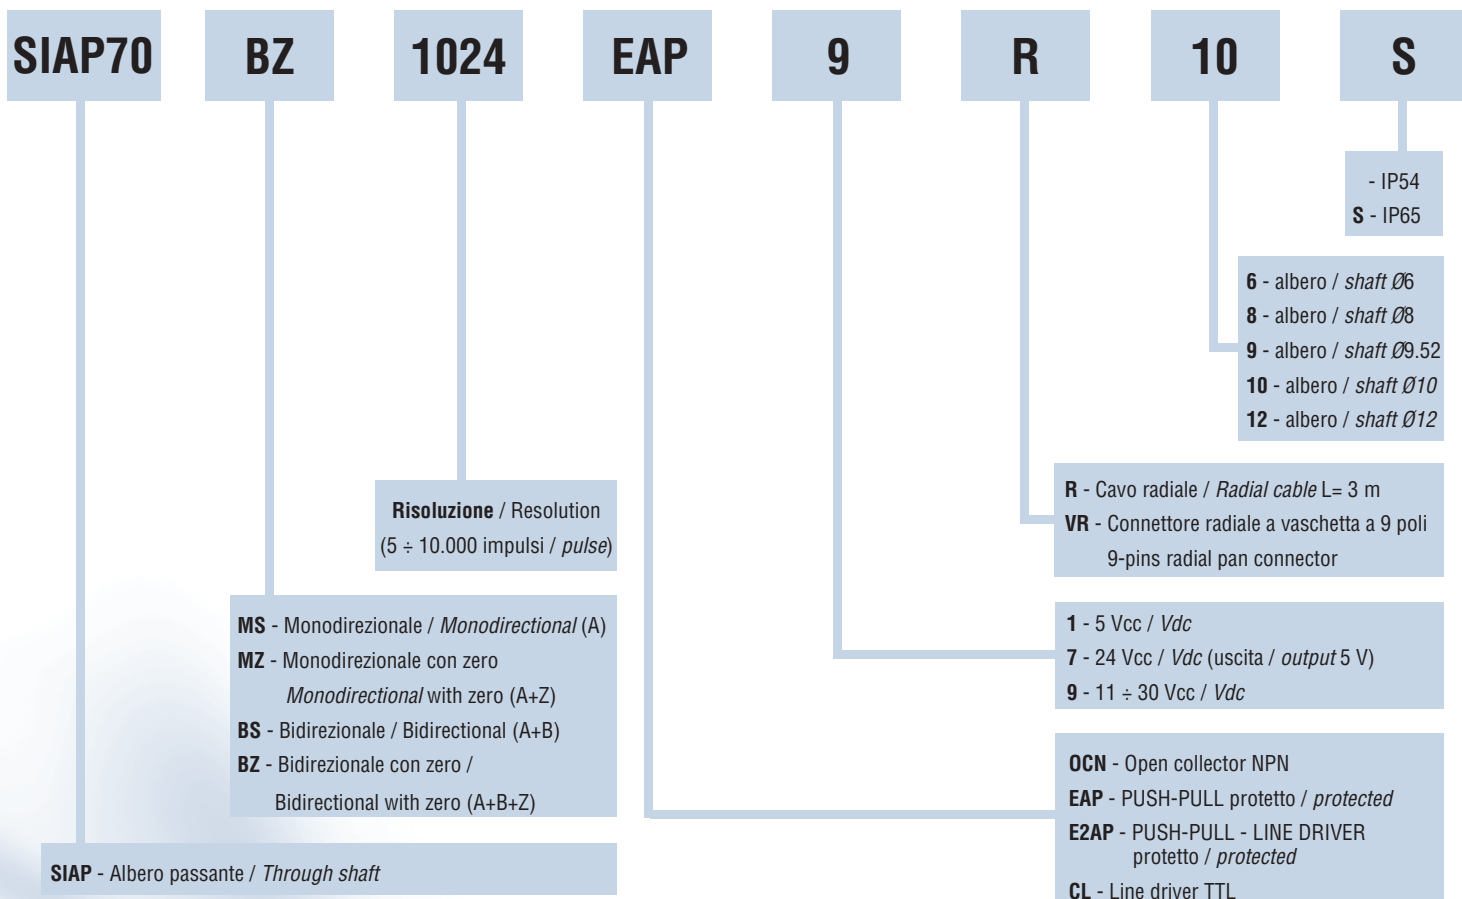 SIAP70 BZ 1024 EAP 9 R 10 S
- IP54
S - IP65
6 - albero / shaft Ø6
8 - albero / shaft Ø8
9 - albero / shaft Ø9.52
10 - albero / shaft Ø10
12 - albero / shaft Ø12
R - Cavo radiale / Radial cable L= 3 m
VR - Connettore radiale a vaschetta a 9 poli
9-pins radial pan connector
Risoluzione / Resolution
(5 ÷ 10.000 impulsi / pulse)
MS - Monodirezionale / Monodirectional (A)
MZ - Monodirezionale con zero
Monodirectional with zero (A+Z)
BS - Bidirezionale / Bidirectional (A+B)
BZ - Bidirezionale con zero /
Bidirectional with zero (A+B+Z)
1 - 5 Vcc / Vdc
7 - 24 Vcc / Vdc (uscita / output 5 V)
9 - 11 ÷ 30 Vcc / Vdc
OCN - Open collector NPN
EAP - PUSH-PULL protetto / protected
E2AP - PUSH-PULL - LINE DRIVER
protetto / protected
CL - Line driver TTL
SIAP - Albero passante / Through shaft